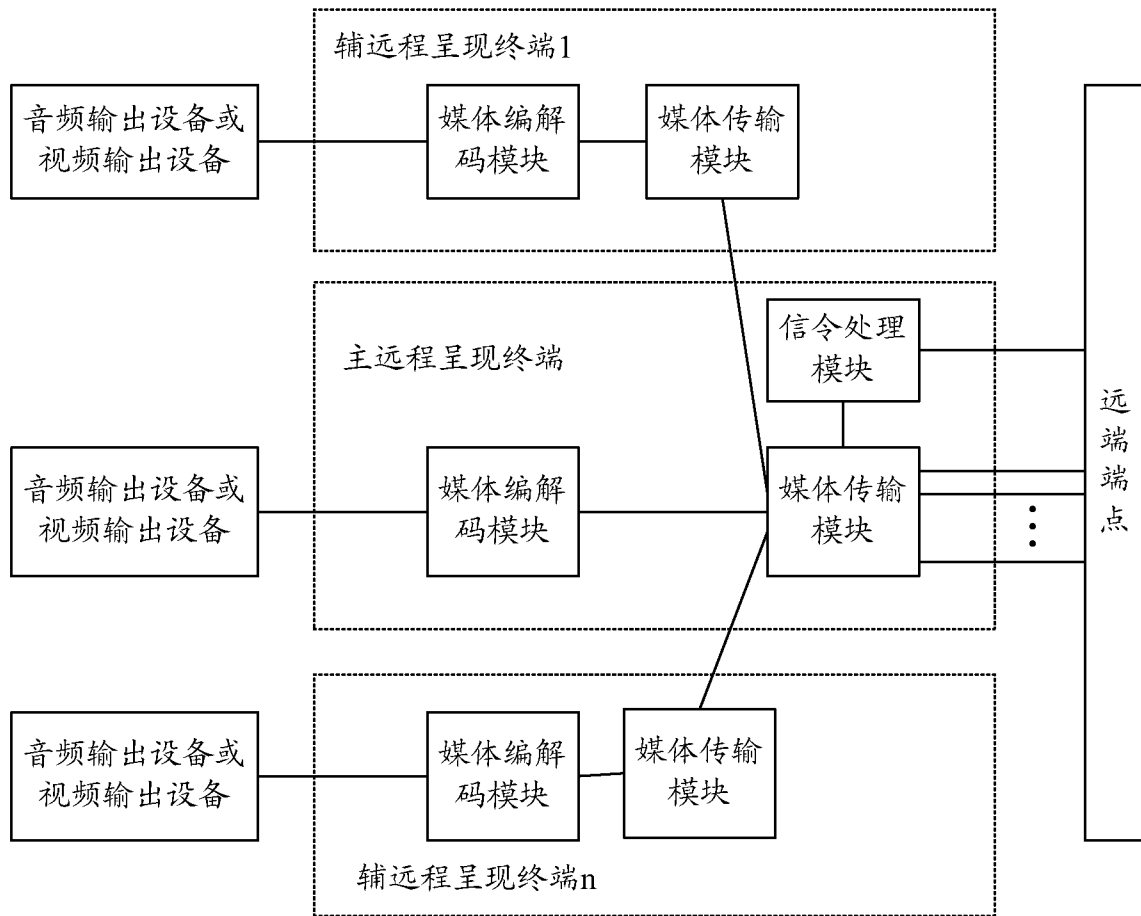 辅远程呈现终端1
音频输出设备或
视频输出设备
媒体编解
码模块
媒体传输
模块
主远程呈现终端
信令处理
模块
音频输出设备或
视频输出设备
媒体编解
码模块
媒体传输
模块
远
端
端
点
音频输出设备或
视频输出设备
媒体编解
码模块
媒体传输
模块
辅远程呈现终端n